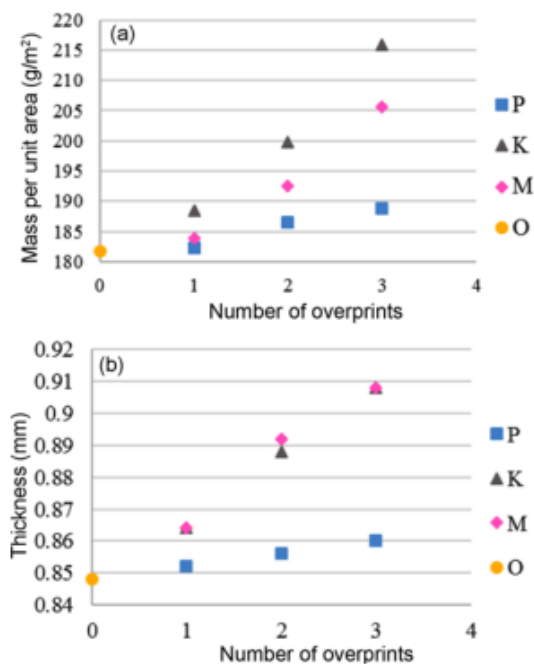 (a)
Mass per unit area (g/m²)
220
215
210
205
200
195
190
185
180
0 1 2 3 4
Number of overprints
P
K
M
O
(b)
Thickness (mm)
0.92
0.91
0.9
0.89
0.88
0.87
0.86
0.85
0.84
0 1 2 3 4
Number of overprints
P
K
M
O